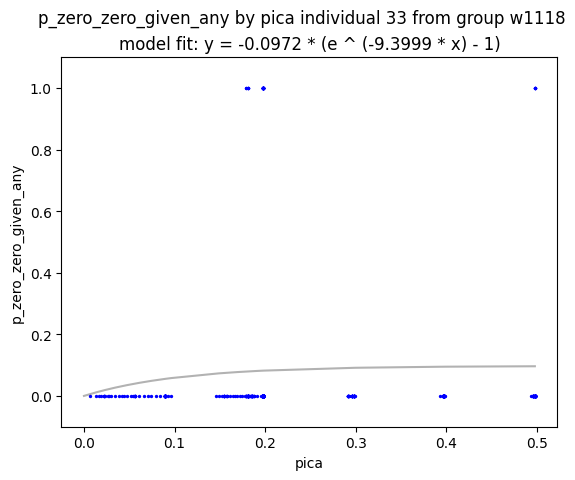 p_zero_zero_given_any by pica individual 33 from group w1118
model fit: y = -0.0972 * (e ^ (-9.3999 * x) - 1)
1.0
0.8
0.6
0.4
0.2
0.0
p_zero_zero_given_any
0.0 0.1 0.2 0.3 0.4 0.5
pica